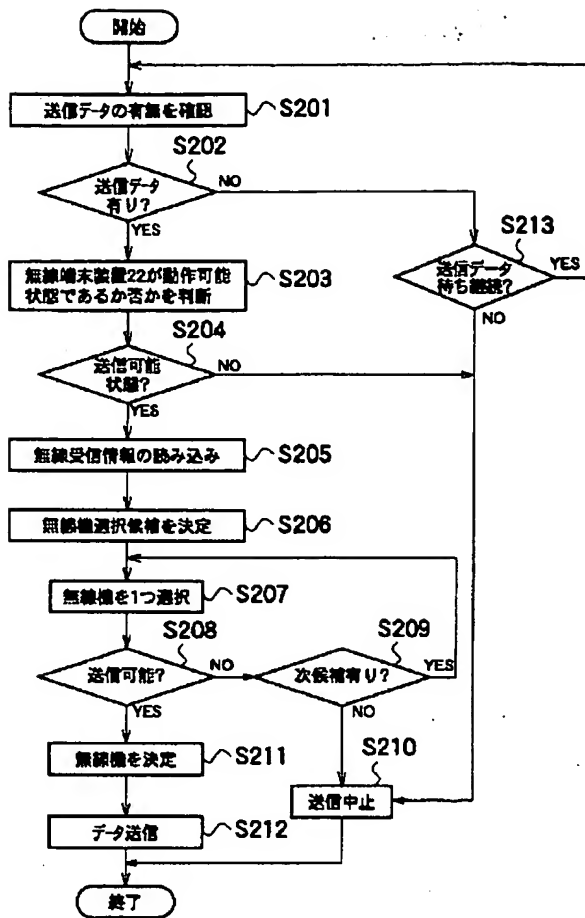 開始
送信データの有無を確認
S201
S202
送信データ
有り?
NO
YES
S213
送信データ
待ち継続?
YES
NO
無線端末装置22が動作可能
状態であるか否かを判断
S203
S204
送信可能
状態?
NO
YES
無線受信情報の読み込み
S205
無線機選択候補を決定
S206
無線機を1つ選択
S207
S208
送信可能?
NO
YES
S209
次候補有り?
YES
NO
無線機を決定
S211
S210
送信中止
データ送信
S212
終了